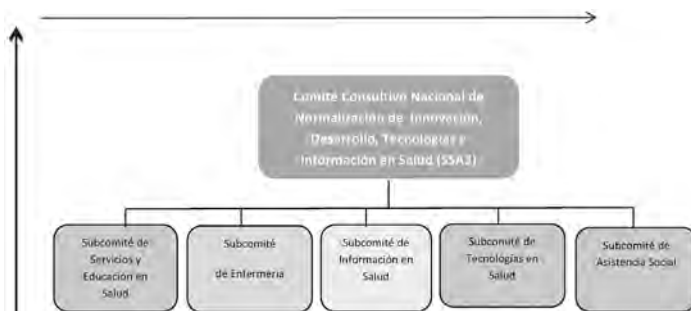 Comité Consultivo Nacional de
Normalización de Innovación,
Desarrollo, Tecnologías e
Información en Salud (SSA3)
Subcomité de
Servicios y
Educación en
Salud
Subcomité
de Enfermería
Subcomité de
Información en
Salud
Subcomité de
Tecnologías en
Salud
Subcomité de
Asistencia Social